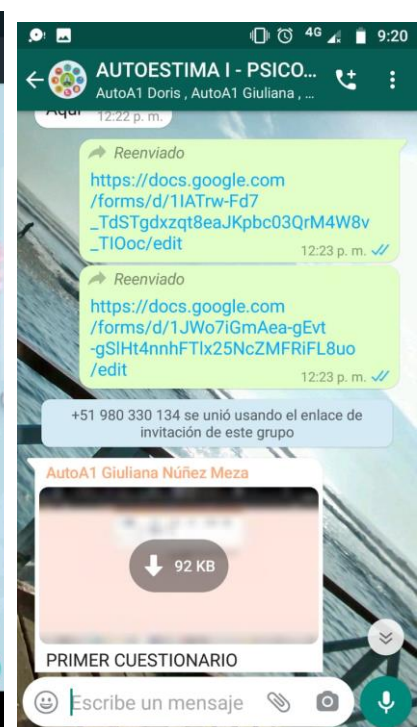 4G 9:20
AUTOESTIMA I - PSICO...
AutoA1 Doris , AutoA1 Giuliana , ...
Aquí 12:22 p. m.
Reenviado
https://docs.google.com
/forms/d/1IATrw-Fd7
_TdSTgdxzqt8eaJKpbc03QrM4W8v
_TIOoc/edit
12:23 p. m.
Reenviado
https://docs.google.com
/forms/d/1JWo7iGmAea-gEvt
-gSlHt4nnhFTlx25NcZMFRiFL8uo
/edit
12:23 p. m.
+51 980 330 134 se unió usando el enlace de
invitación de este grupo
AutoA1 Giuliana Núñez Meza
92 KB
PRIMER CUESTIONARIO
Escribe un mensaje